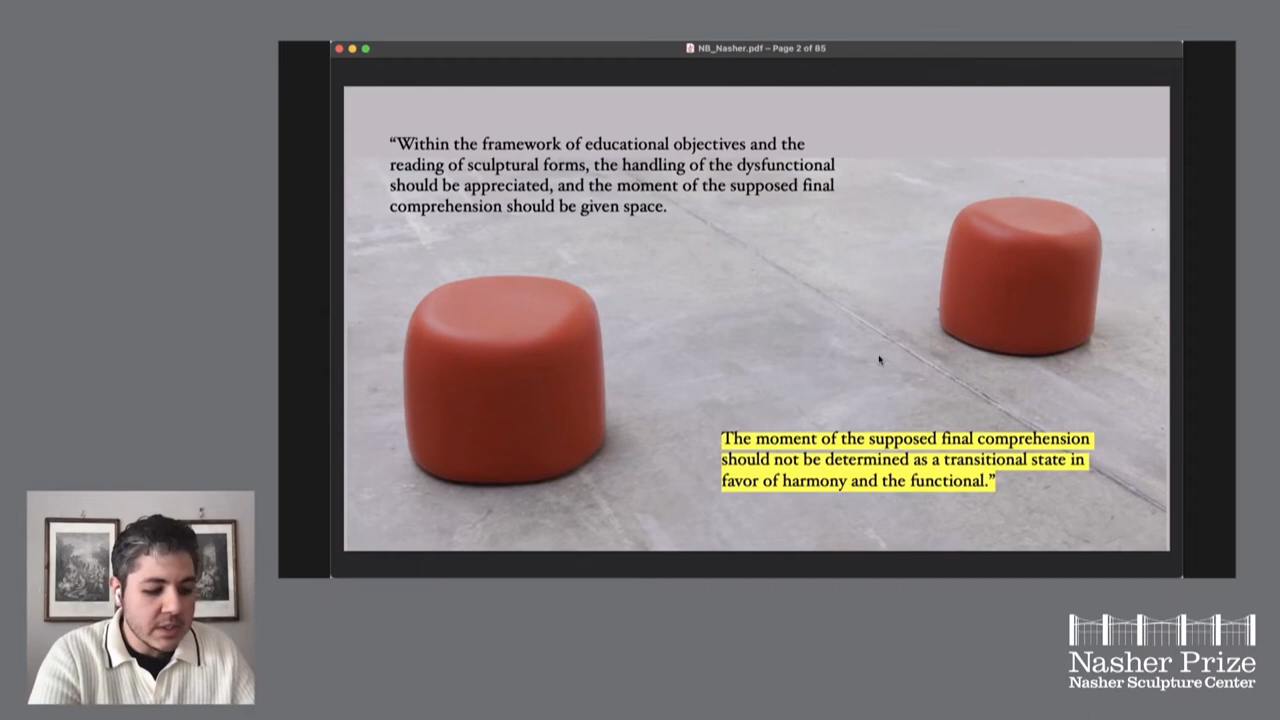 NB_Nasher.pdf – Page 2 of 85
“Within the framework of educational objectives and the
reading of sculptural forms, the handling of the dysfunctional
should be appreciated, and the moment of the supposed final
comprehension should be given space.
The moment of the supposed final comprehension
should not be determined as a transitional state in
favor of harmony and the functional.”
Nasher Prize
Nasher Sculpture Center